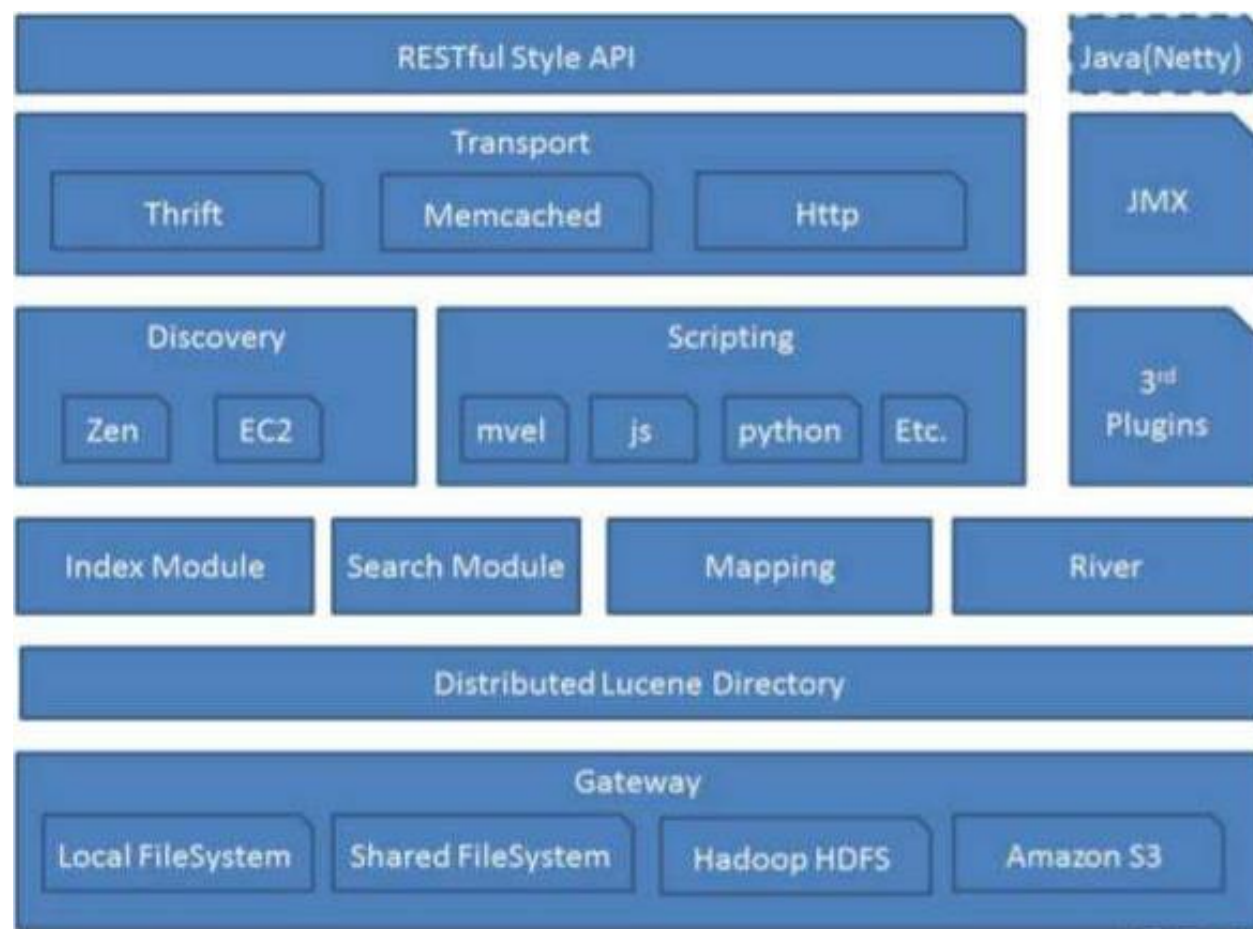 RESTful Style API
Java(Netty)
Transport
Thrift
Memcached
Http
JMX
Discovery
Zen
EC2
Scripting
mvel
js
python
Etc.
3rd
Plugins
Index Module
Search Module
Mapping
River
Distributed Lucene Directory
Gateway
Local FileSystem
Shared FileSystem
Hadoop HDFS
Amazon S3